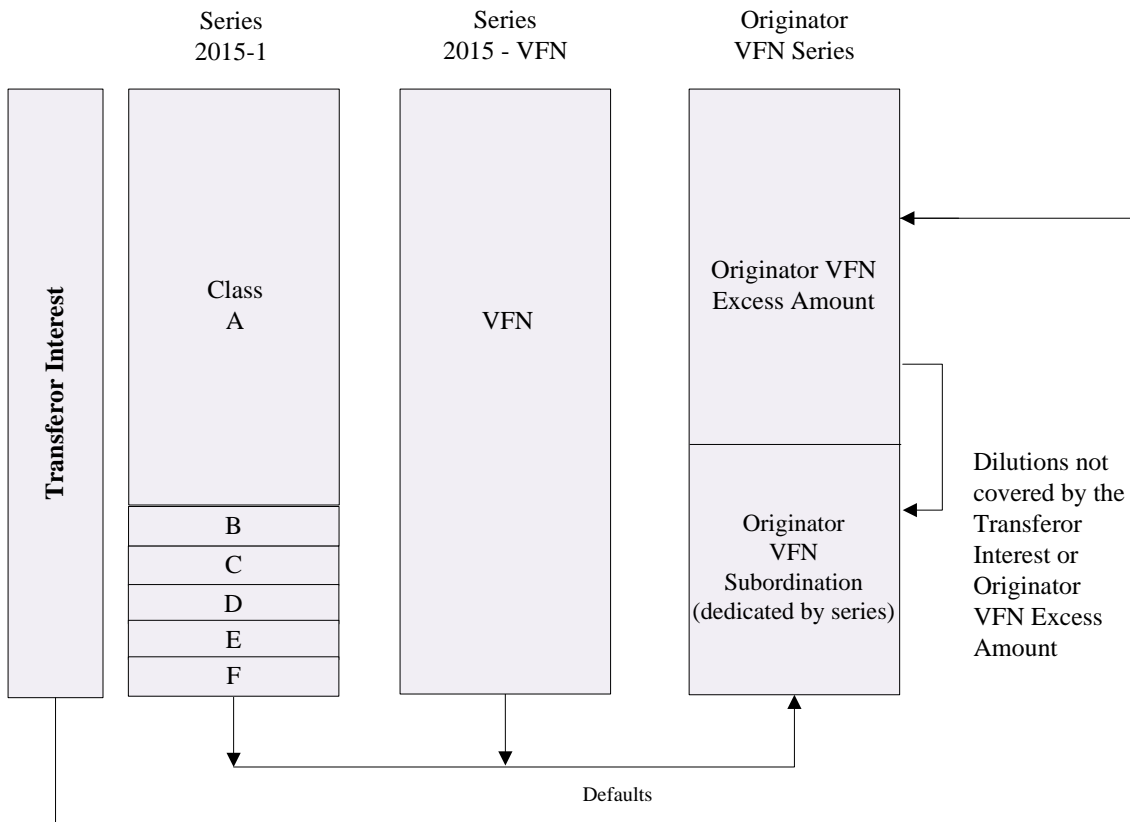 Series
2015-1
Series
2015 - VFN
Originator
VFN Series
Transferor Interest
Class
A
B
C
D
E
F
VFN
Originator VFN
Excess Amount
Originator
VFN
Subordination
(dedicated by series)
Dilutions not
covered by the
Transferor
Interest or
Originator
VFN Excess
Amount
Defaults